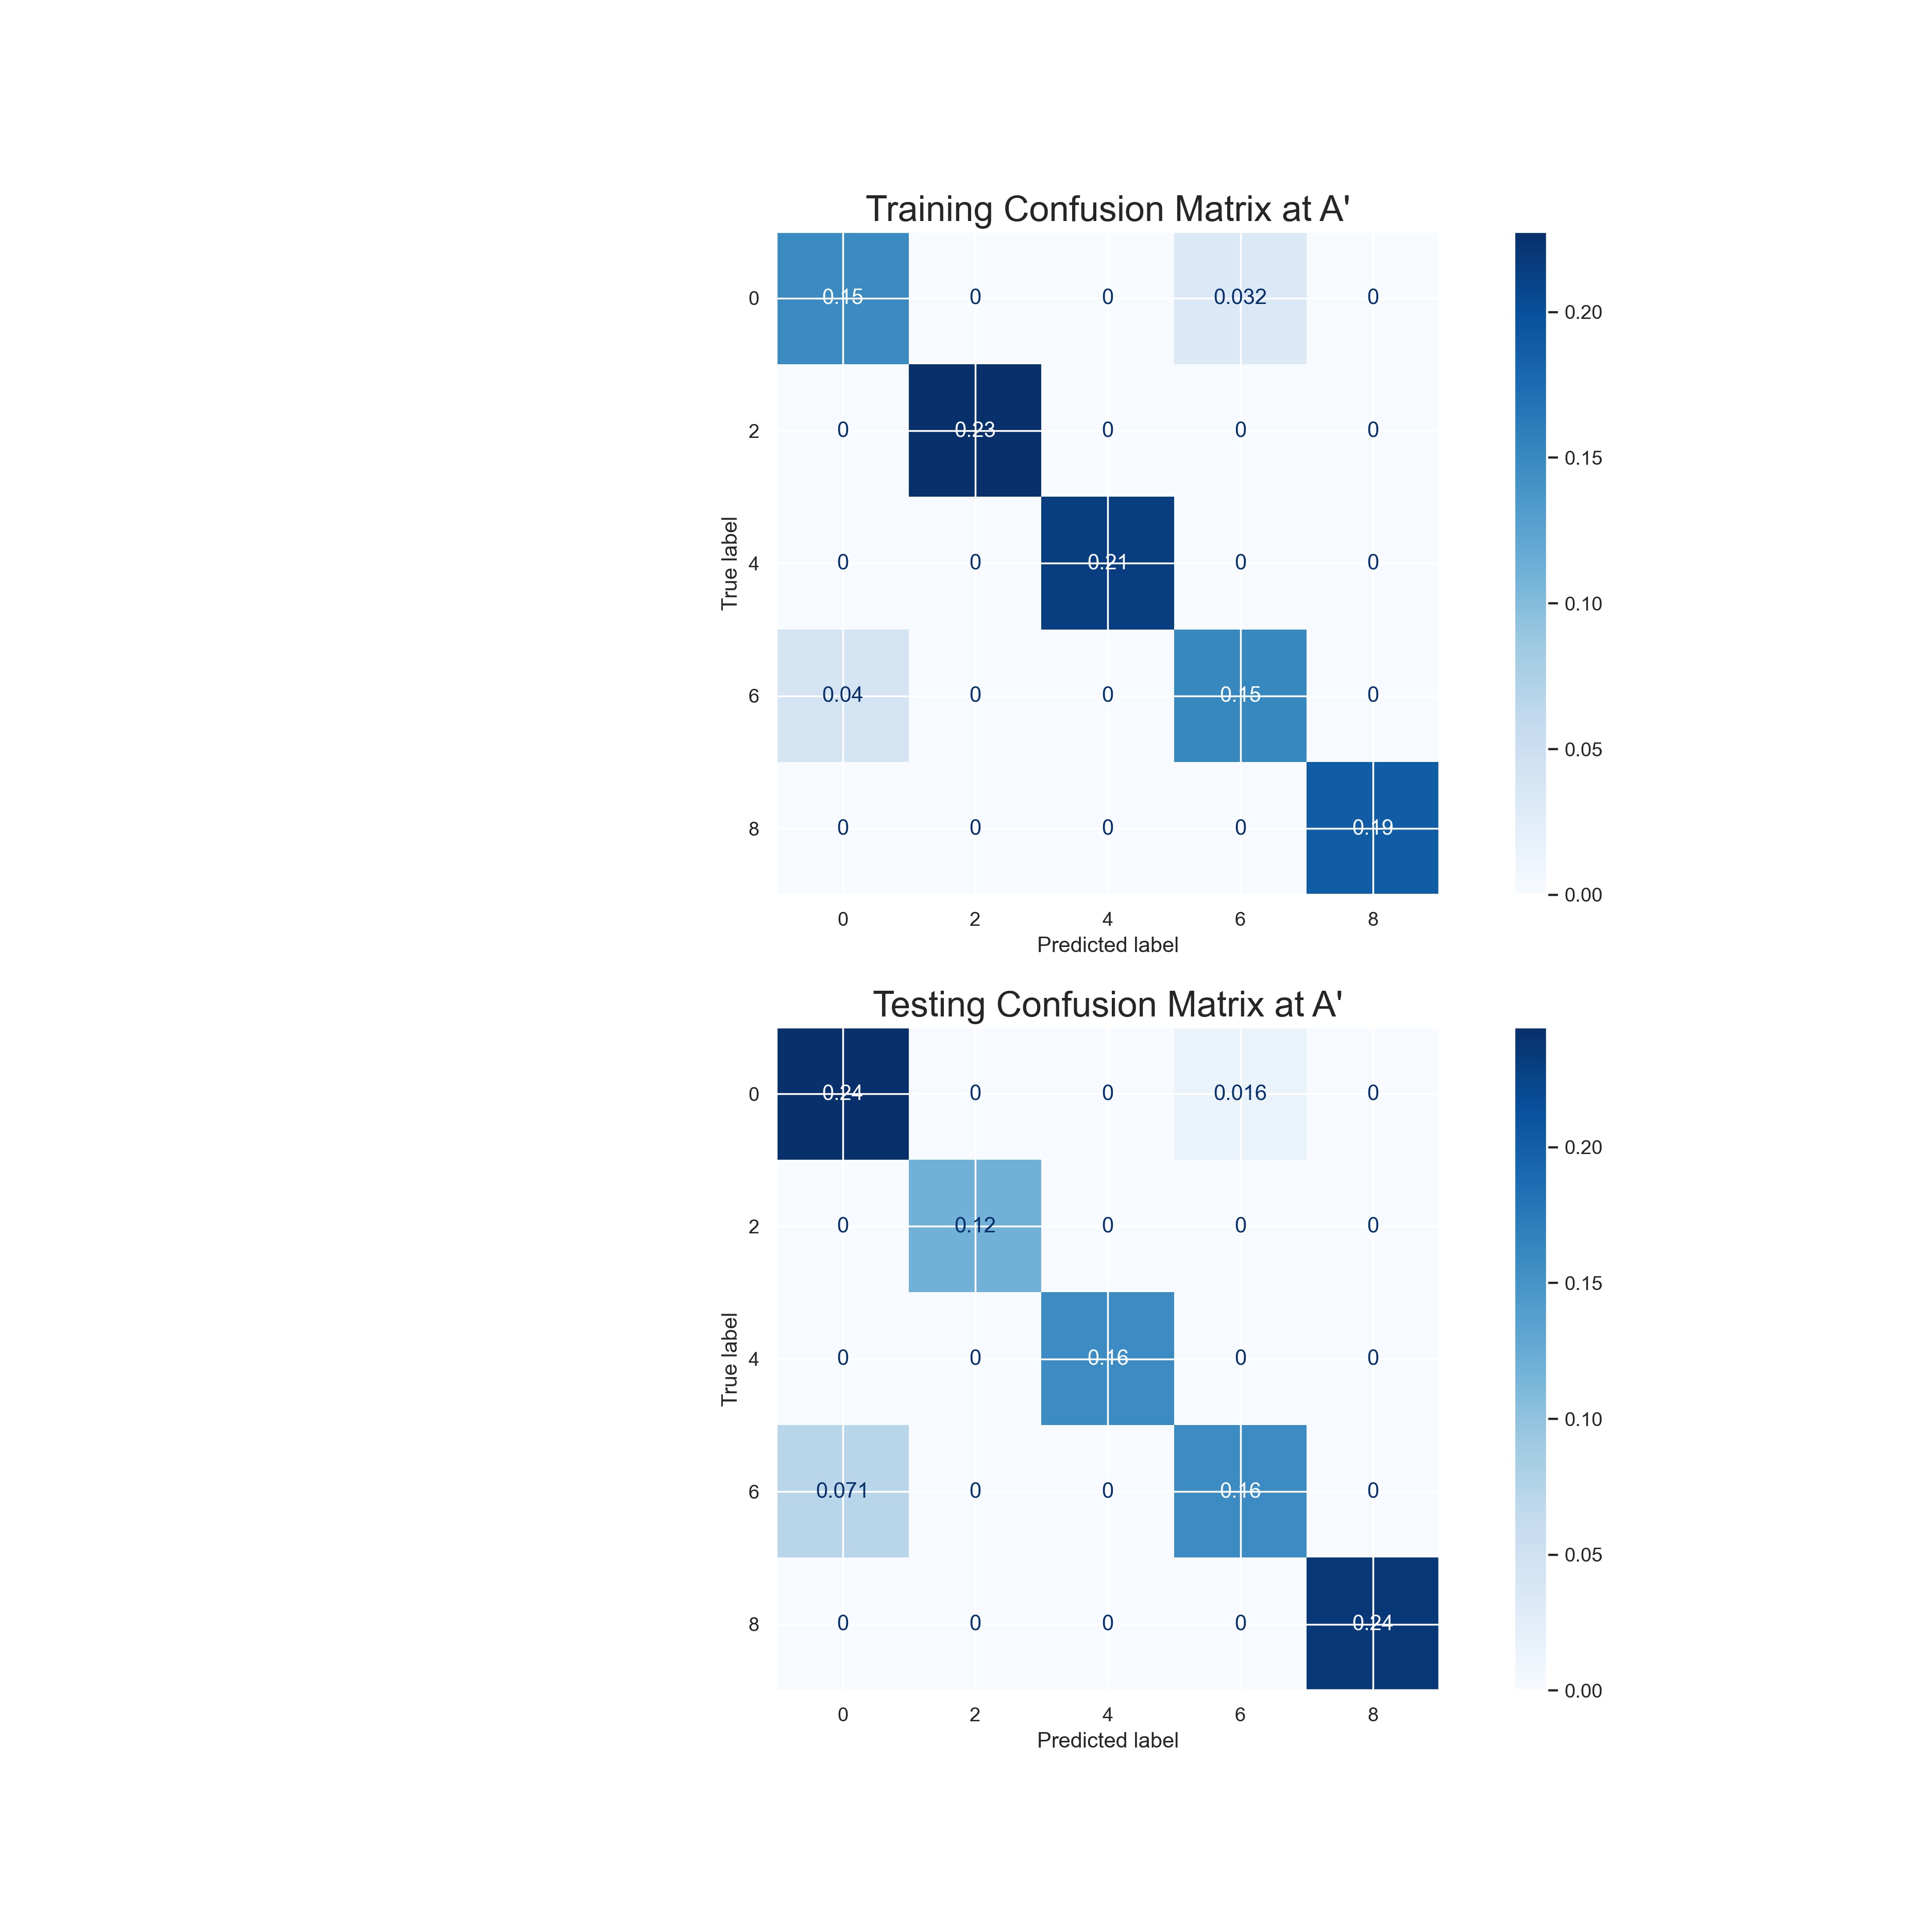 Training Confusion Matrix at A'
0 0.15 0 0 0.032 0
0.20
2 0 0.23 0 0 0
0.15
True label
4 0 0 0.21 0 0
0.10
6 0.04 0 0 0.15 0
0.05
8 0 0 0 0 0.19
0.00
0 2 4 6 8
Predicted label
Testing Confusion Matrix at A'
0 0.24 0 0 0.016 0
0.20
2 0 0.12 0 0 0
0.15
True label
4 0 0 0.16 0 0
0.10
6 0.071 0 0 0.16 0
0.05
8 0 0 0 0 0.24
0.00
0 2 4 6 8
Predicted label